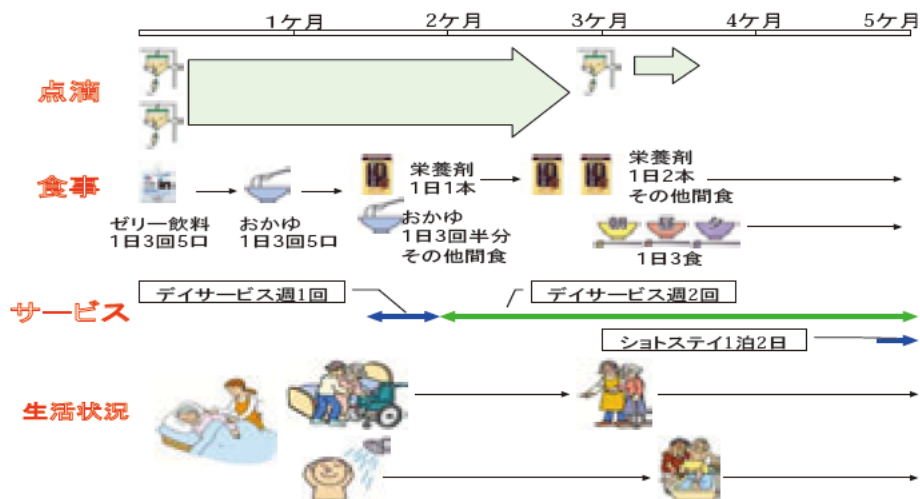 1ケ月 2ケ月 3ケ月 4ケ月 5ケ月
点滴
食事
ゼリー飲料
1日3回5口
おかゆ
1日3回5口
栄養剤
1日1本
おかゆ
1日3回半分
その他間食
栄養剤
1日2本
その他間食
朝 昼 夕
1日3食
サービス
デイサービス週1回
デイサービス週2回
ショトステイ1泊2日
生活状況